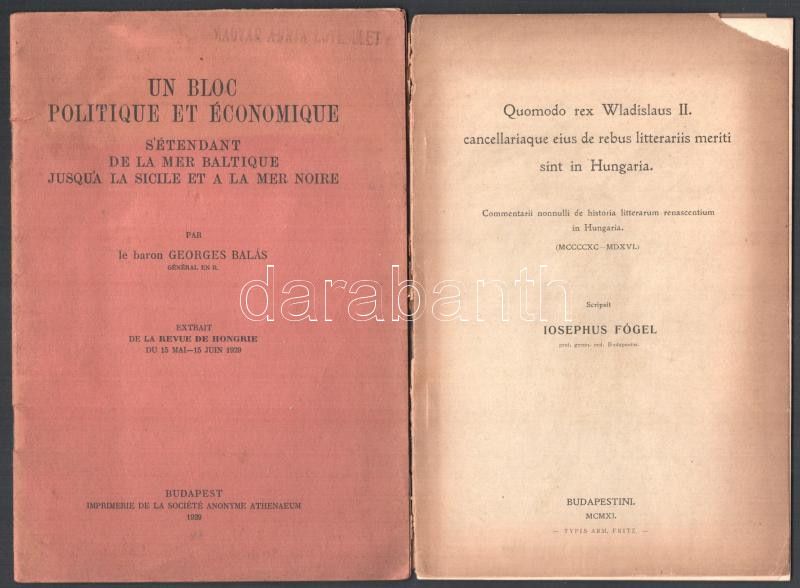 UN BLOC
POLITIQUE ET ÉCONOMIQUE
S'ÉTENDANT
DE LA MER BALTIQUE
JUSQU'A LA SICILE ET A LA MER NOIRE
PAR
le baron GEORGES BALÁS
GÉNÉRAL EN R.
EXTRAIT
DE LA REVUE DE HONGRIE
DU 15 MAI—15 JUIN 1929
BUDAPEST
IMPRIMERIE DE LA SOCIÉTÉ ANONYME ATHENAEUM
1929
Quomodo rex Wladislaus II.
cancellariaque eius de rebus litterariis meriti
sint in Hungaria.
Commentarii nonnulli de historia litterarum renascentium
in Hungaria.
(MCCCCXC—MDXVI.)
Scripsit
IOSEPHUS FÓGEL
prof. gymn. reil. Budapestin.
BUDAPESTINI.
MCMXI.
— TYPIS ARM. FRITZ. —
darabanth